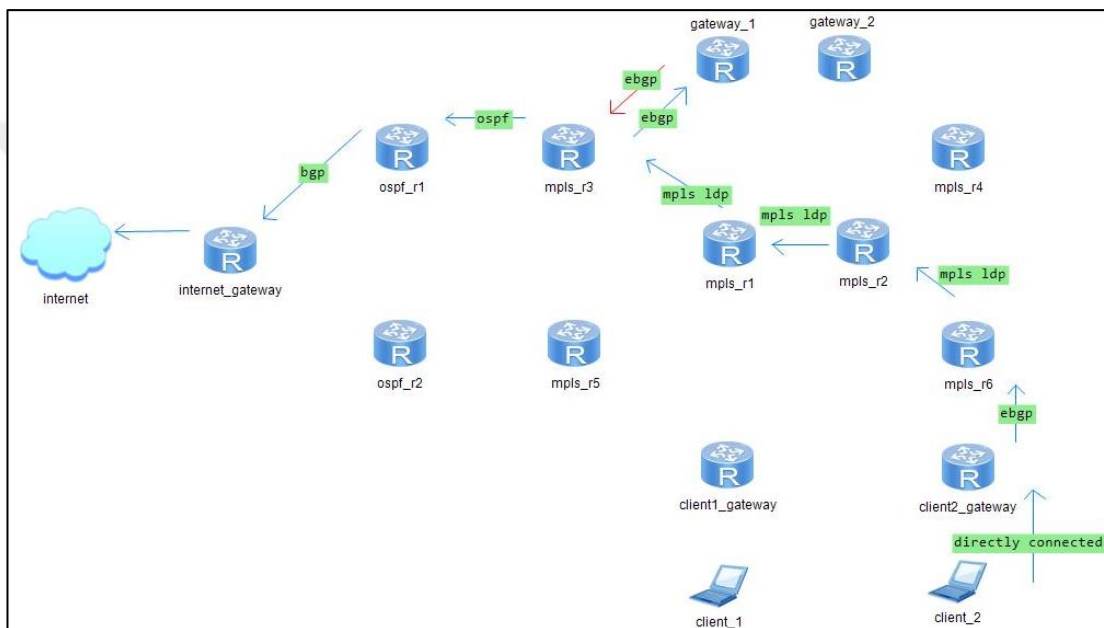 gateway_1
gateway_2
ebgp
ebgp
ospf
R
R
R
R
R
ospf_r1
mpls_r3
mpls_r4
bgp
mpls ldp
mpls ldp
R
R
R
internet
internet_gateway
mpls_r1
mpls_r2
mpls ldp
R
R
R
ospf_r2
mpls_r5
mpls_r6
ebgp
R
R
client1_gateway
client2_gateway
directly connected
client_1
client_2